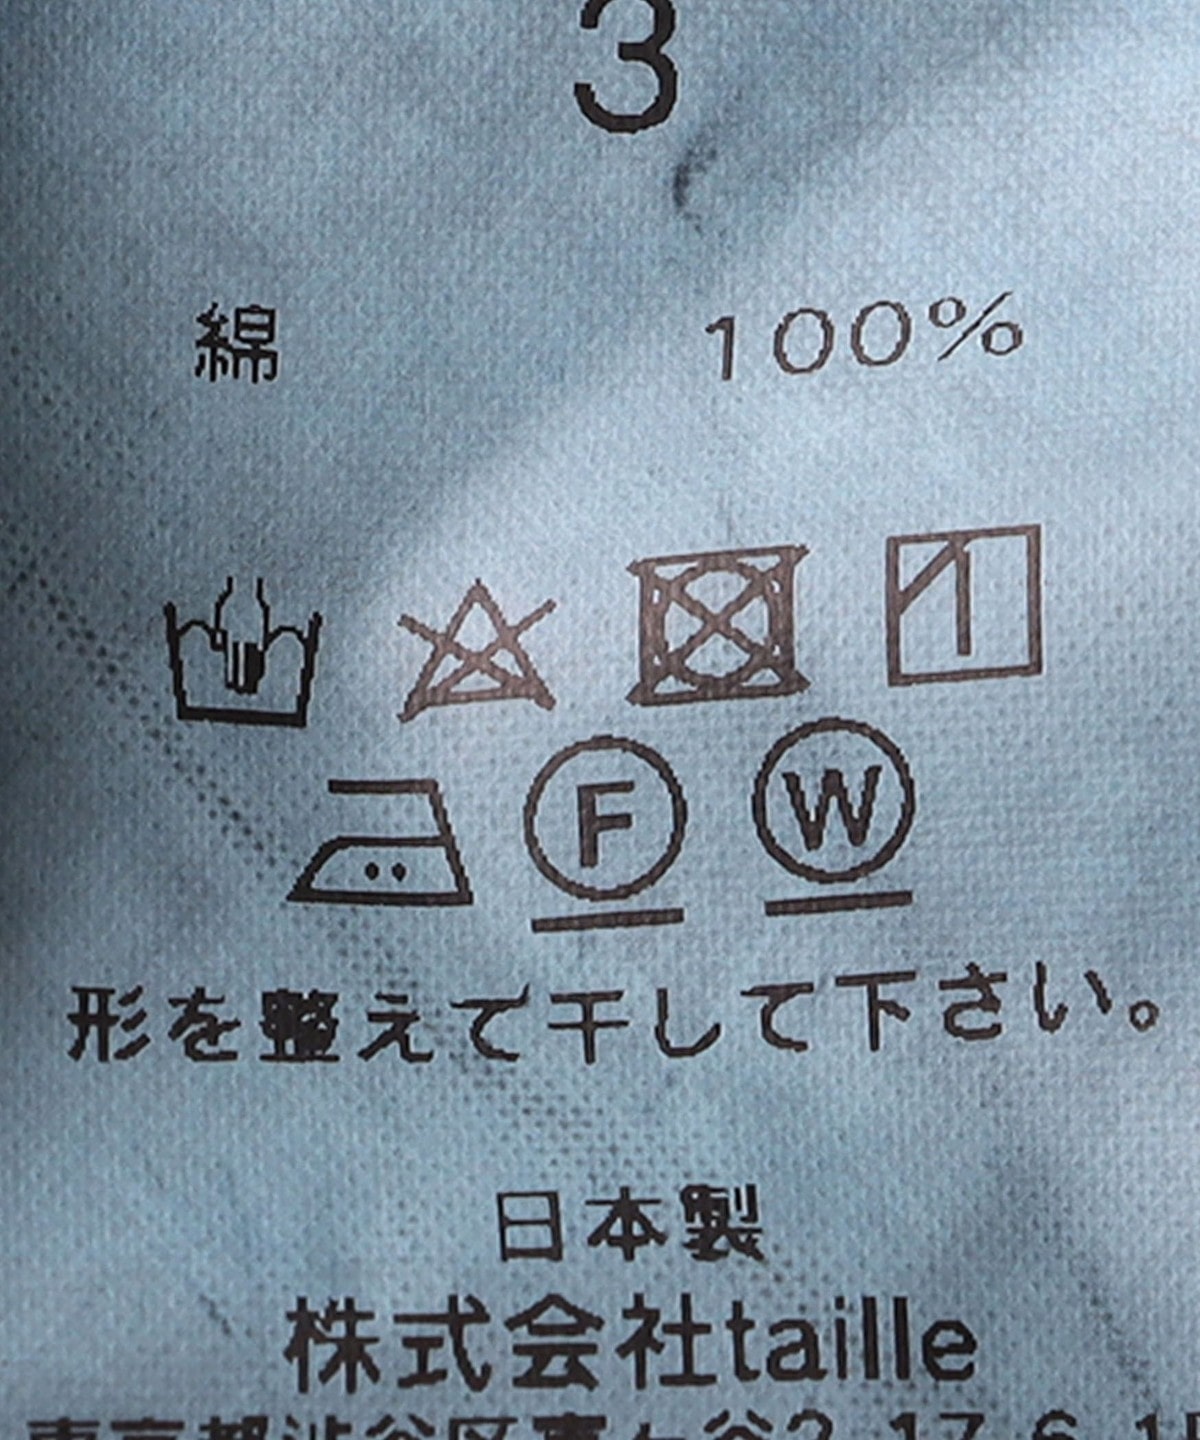 3
綿 100%
F W
形を整えて干して下さい。
日本製
株式会社taille